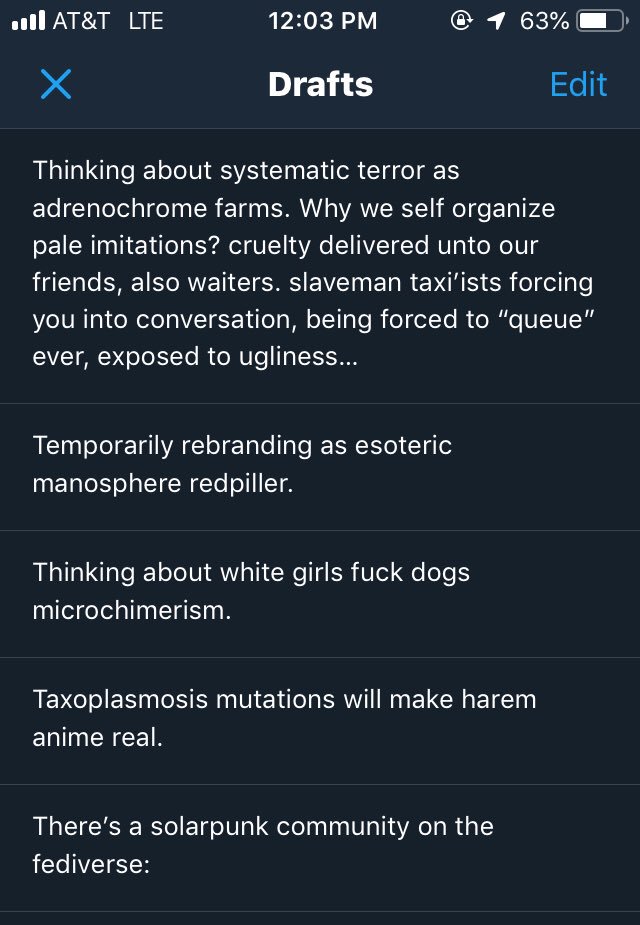 AT&T LTE 12:03 PM 63%
Drafts Edit
Thinking about systematic terror as
adrenochrome farms. Why we self organize
pale imitations? cruelty delivered unto our
friends, also waiters. slaveman taxi’ists forcing
you into conversation, being forced to “queue”
ever, exposed to ugliness...
Temporarily rebranding as esoteric
manosphere redpiller.
Thinking about white girls fuck dogs
microchimerism.
Taxoplasmosis mutations will make harem
anime real.
There’s a solarpunk community on the
fediverse: